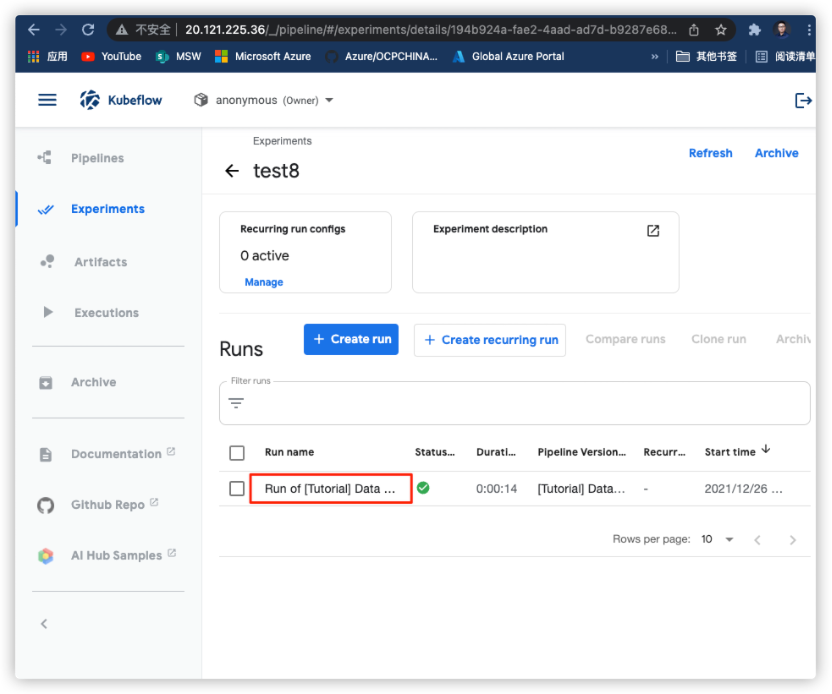 不安全 20.121.225.36/_/pipeline/#/experiments/details/194b924a-fae2-4aad-ad7d-b9287e68...
应用 YouTube MSW Microsoft Azure Azure/OCPCHINA... Global Azure Portal » 其他书签 阅读清单
Kubeflow anonymous (Owner)
Pipelines
Experiments
Artifacts
Executions
Archive
Documentation
Github Repo
AI Hub Samples
Experiments
test8
Refresh Archive
Recurring run configs
0 active
Manage
Experiment description
Runs
+ Create run + Create recurring run Compare runs Clone run Archiv
Filter runs
Run name Status... Durati... Pipeline Version... Recurr... Start time
Run of [Tutorial] Data ... 0:00:14 [Tutorial] Data... - 2021/12/26 ...
Rows per page: 10